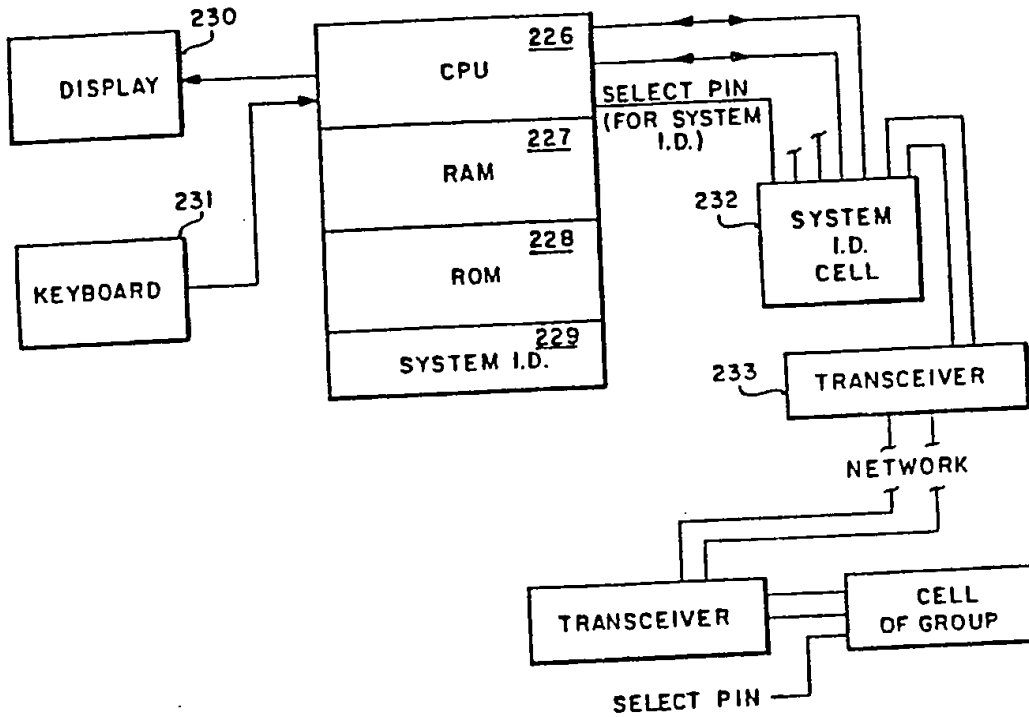 230
DISPLAY
231
KEYBOARD
226
CPU
227
RAM
228
ROM
229
SYSTEM I.D.
SELECT PIN
(FOR SYSTEM
I.D.)
232
SYSTEM
I.D.
CELL
233
TRANSCEIVER
NETWORK
TRANSCEIVER
CELL
OF GROUP
SELECT PIN